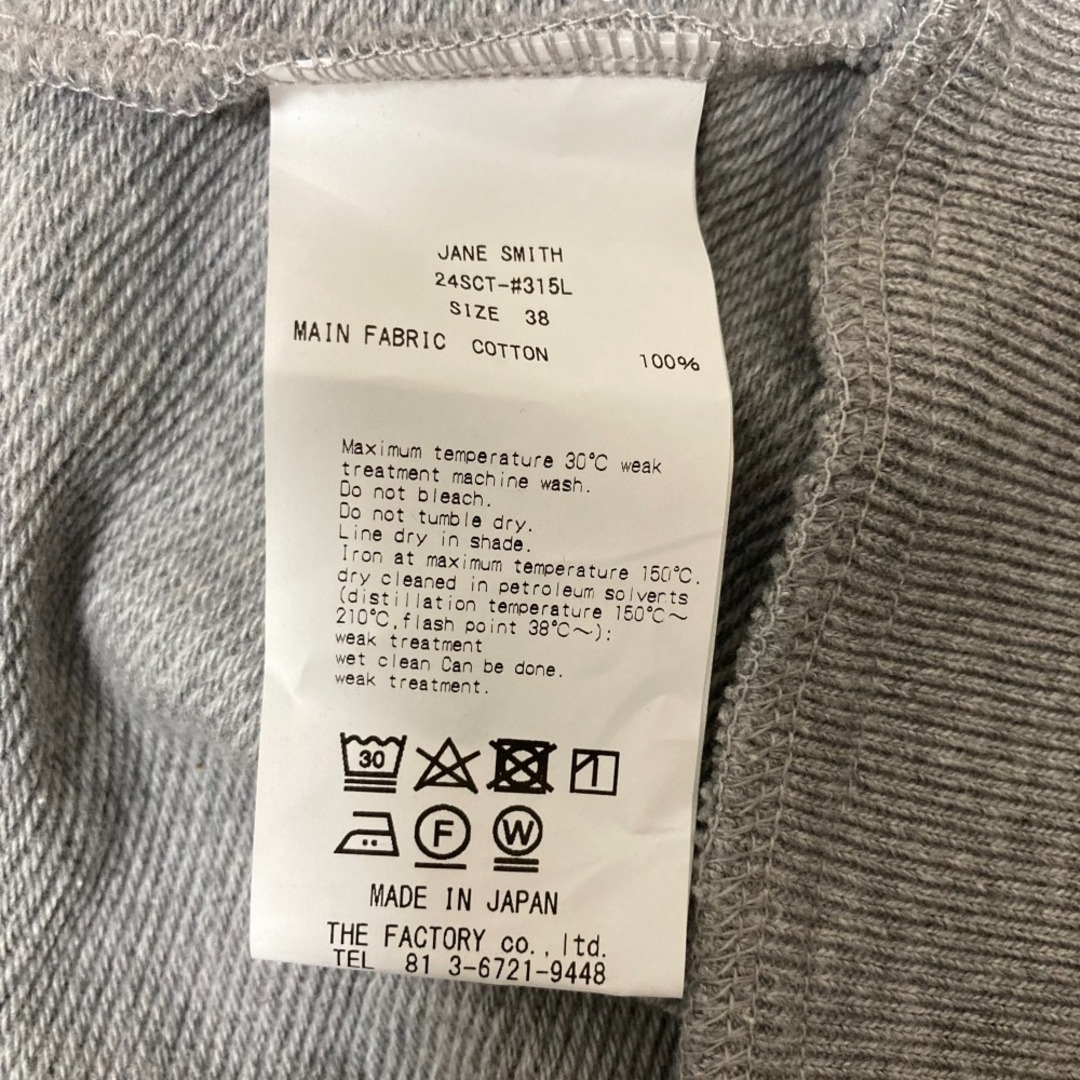 JANE SMITH
24SCT-#315L
SIZE 38
MAIN FABRIC COTTON 100%
Maximum temperature 30°C weak
treatment machine wash.
Do not bleach.
Do not tumble dry.
Line dry in shade.
Iron at maximum temperature 150°C.
dry cleaned in petroleum solvents
(distillation temperature 150°C～
210°C,flash point 38°C～):
weak treatment
wet clean Can be done.
weak treatment.
30
F W
MADE IN JAPAN
THE FACTORY co.,ltd.
TEL 81 3-6721-9448